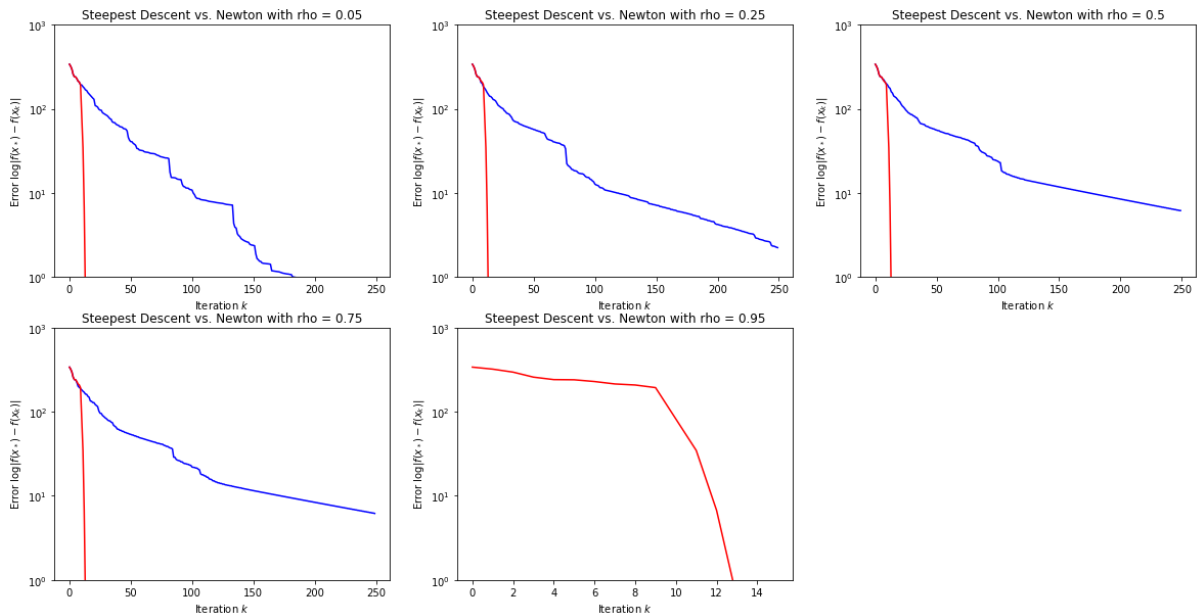 Steepest Descent vs. Newton with rho = 0.05
10³
10²
10¹
10⁰
Error log|f(x⋆) − f(xₖ)|
0 50 100 150 200 250
Iteration k
Steepest Descent vs. Newton with rho = 0.25
10³
10²
10¹
10⁰
Error log|f(x⋆) − f(xₖ)|
0 50 100 150 200 250
Iteration k
Steepest Descent vs. Newton with rho = 0.5
10³
10²
10¹
10⁰
Error log|f(x⋆) − f(xₖ)|
0 50 100 150 200 250
Iteration k
Steepest Descent vs. Newton with rho = 0.75
10³
10²
10¹
10⁰
Error log|f(x⋆) − f(xₖ)|
0 50 100 150 200 250
Iteration k
Steepest Descent vs. Newton with rho = 0.95
10³
10²
10¹
10⁰
Error log|f(x⋆) − f(xₖ)|
0 2 4 6 8 10 12 14
Iteration k